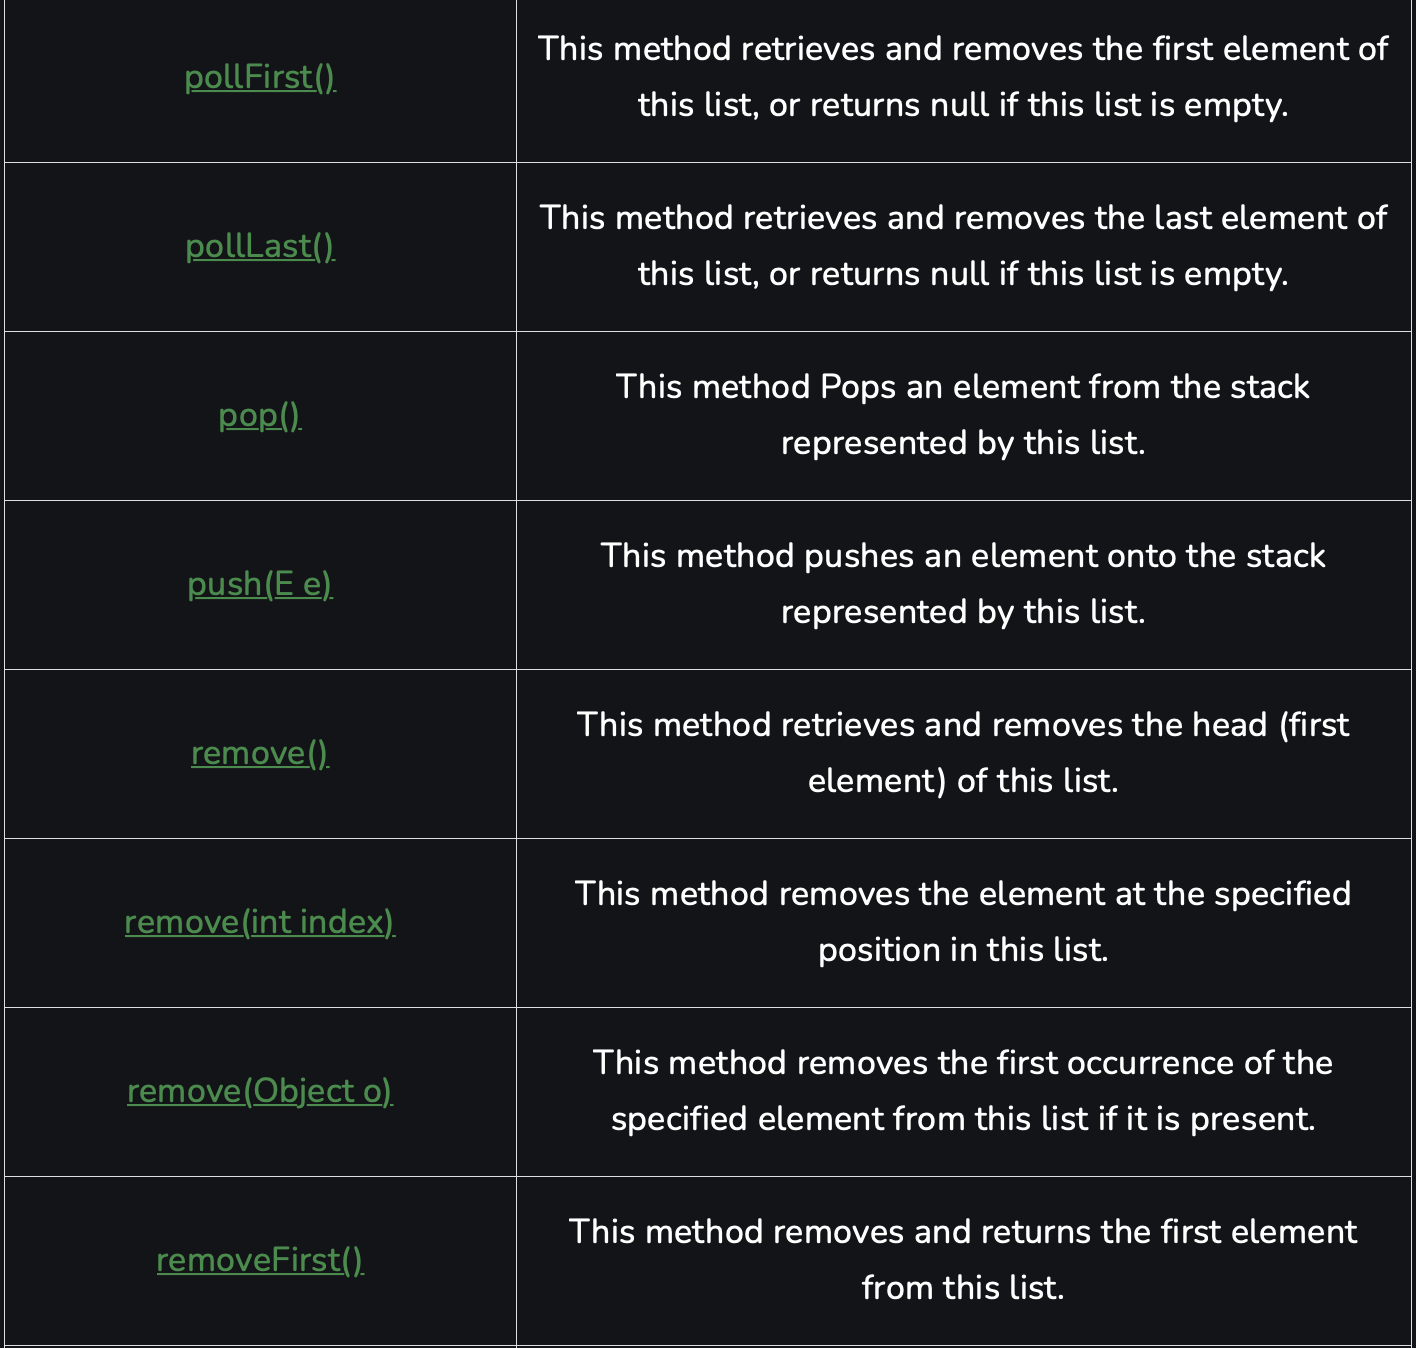 pollFirst()
This method retrieves and removes the first element of
this list, or returns null if this list is empty.
pollLast()
This method retrieves and removes the last element of
this list, or returns null if this list is empty.
pop()
This method Pops an element from the stack
represented by this list.
push(E e)
This method pushes an element onto the stack
represented by this list.
remove()
This method retrieves and removes the head (first
element) of this list.
remove(int index)
This method removes the element at the specified
position in this list.
remove(Object o)
This method removes the first occurrence of the
specified element from this list if it is present.
removeFirst()
This method removes and returns the first element
from this list.